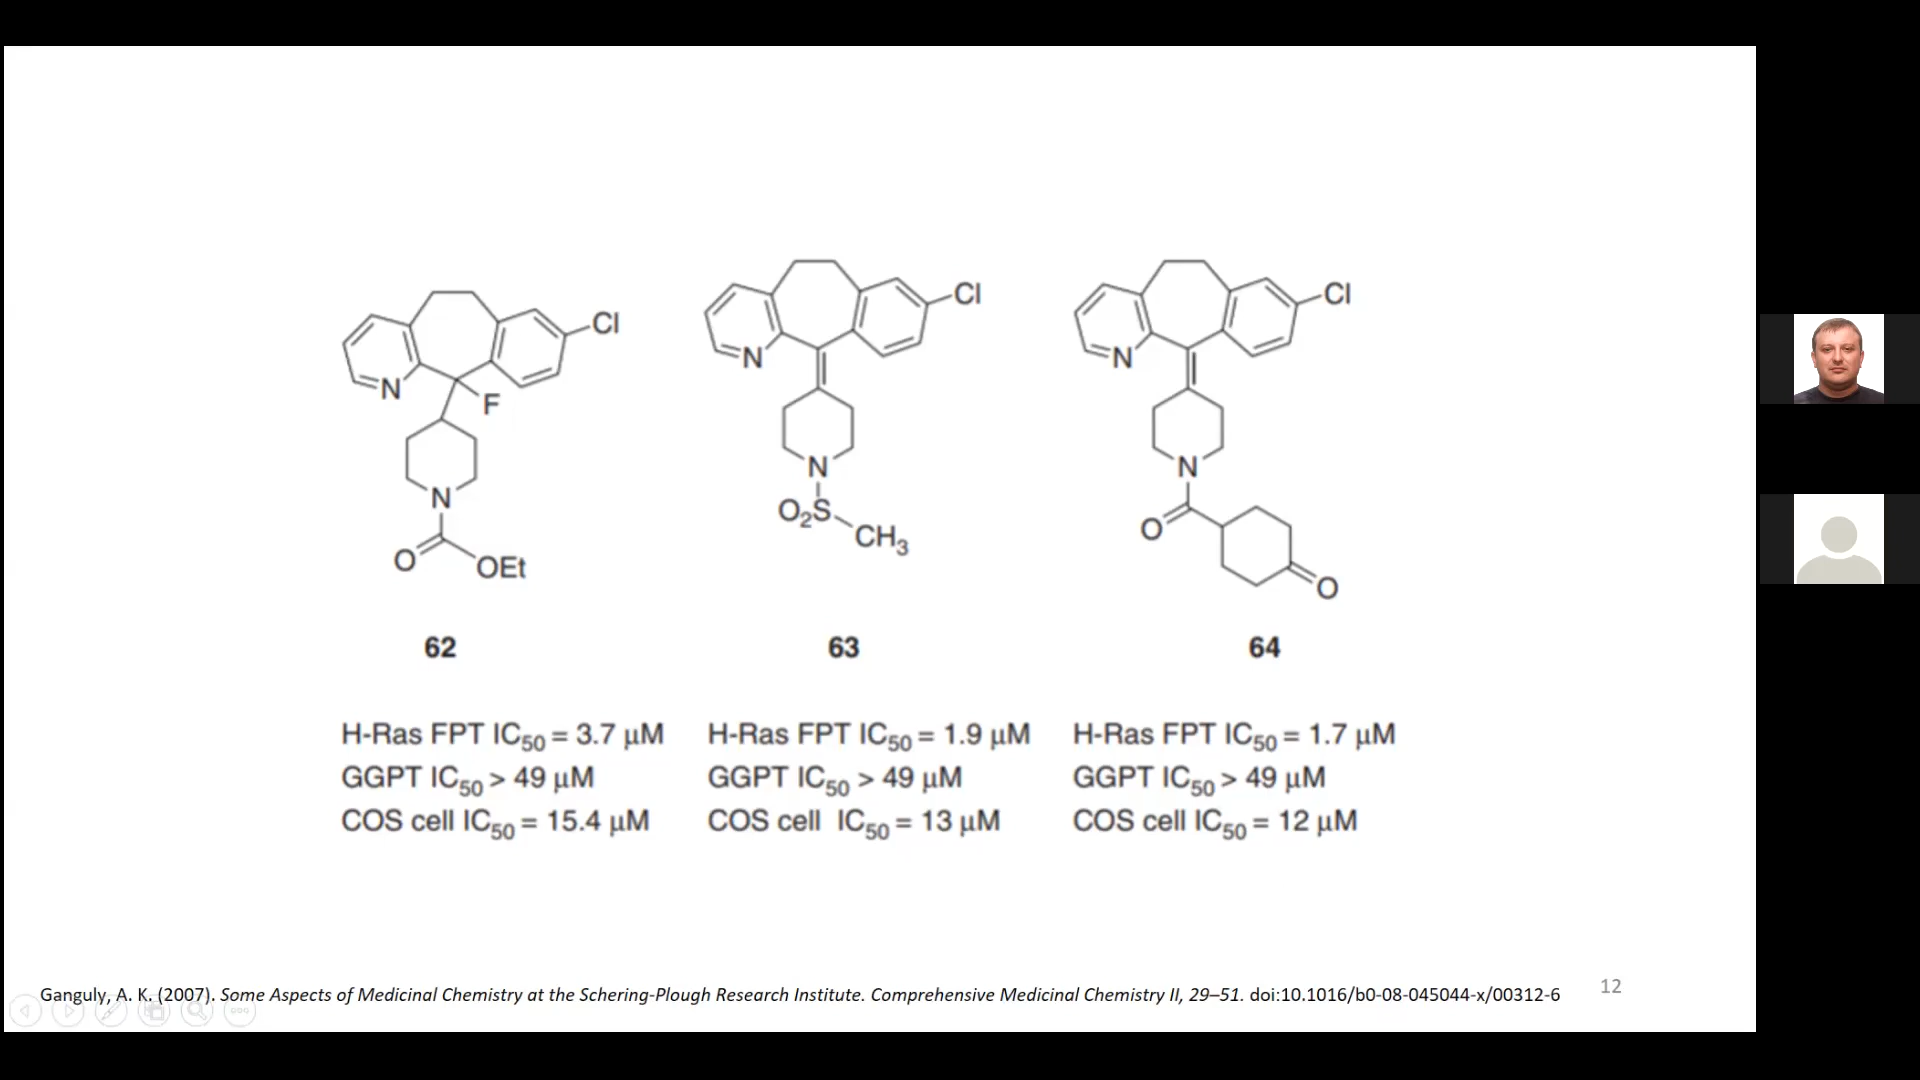 Cl
N
F
N
O
OEt
62
Cl
N
N
O2S
CH3
63
Cl
N
N
O
O
64
H-Ras FPT IC50 = 3.7 µM
GGPT IC50 > 49 µM
COS cell IC50 = 15.4 µM
H-Ras FPT IC50 = 1.9 µM
GGPT IC50 > 49 µM
COS cell IC50 = 13 µM
H-Ras FPT IC50 = 1.7 µM
GGPT IC50 > 49 µM
COS cell IC50 = 12 µM
Ganguly, A. K. (2007). Some Aspects of Medicinal Chemistry at the Schering-Plough Research Institute. Comprehensive Medicinal Chemistry II, 29–51. doi:10.1016/b0-08-045044-x/00312-6
12